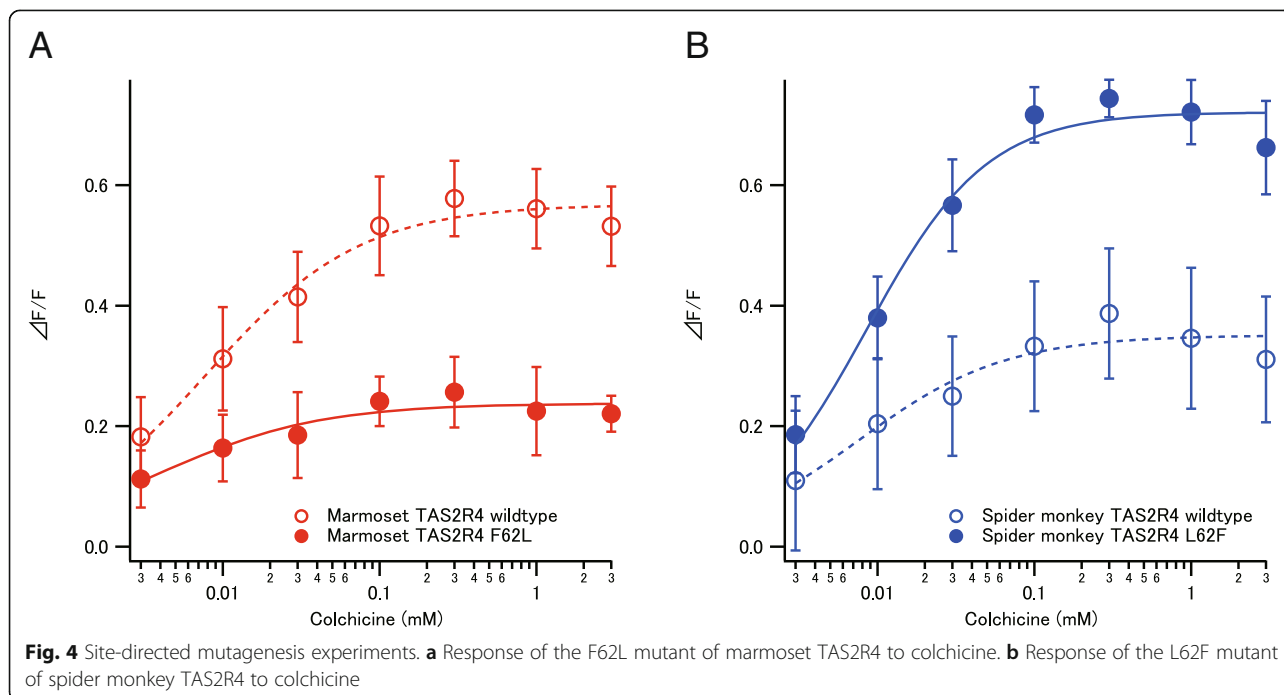 A
B
0.6
0.4
0.2
0.0
⊿F/F
3 4 5 6 2 3 4 5 6 2 3 4 5 6 2 3
0.01 0.1 1
Colchicine (mM)
Marmoset TAS2R4 wildtype
Marmoset TAS2R4 F62L
0.6
0.4
0.2
0.0
⊿F/F
3 4 5 6 2 3 4 5 6 2 3 4 5 6 2 3
0.01 0.1 1
Colchicine (mM)
Spider monkey TAS2R4 wildtype
Spider monkey TAS2R4 L62F
Fig. 4 Site-directed mutagenesis experiments. a Response of the F62L mutant of marmoset TAS2R4 to colchicine. b Response of the L62F mutant
of spider monkey TAS2R4 to colchicine